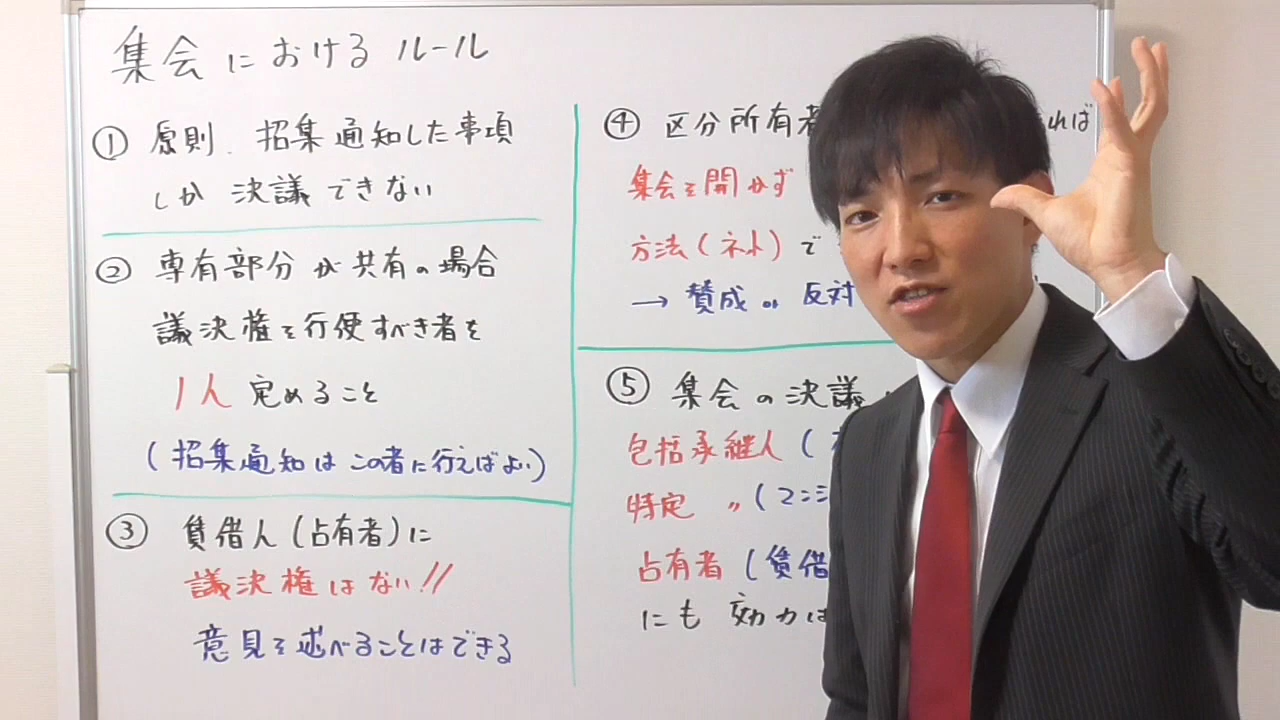 集会におけるルール
① 原則、招集通知した事項
しか決議できない
② 専有部分が共有の場合
議決権を行使すべき者を
1人 定めること
(招集通知はこの者に行えばよい)
③ 賃借人(占有者)に
議決権はない!!
意見を述べることはできる
④ 区分所有者 れば
集会を開かず
方法(ネット)で
→ 賛成 or 反対
⑤ 集会の決議
包括承継人(
特定 〃 (マンシ
占有者(賃借
にも 効力は